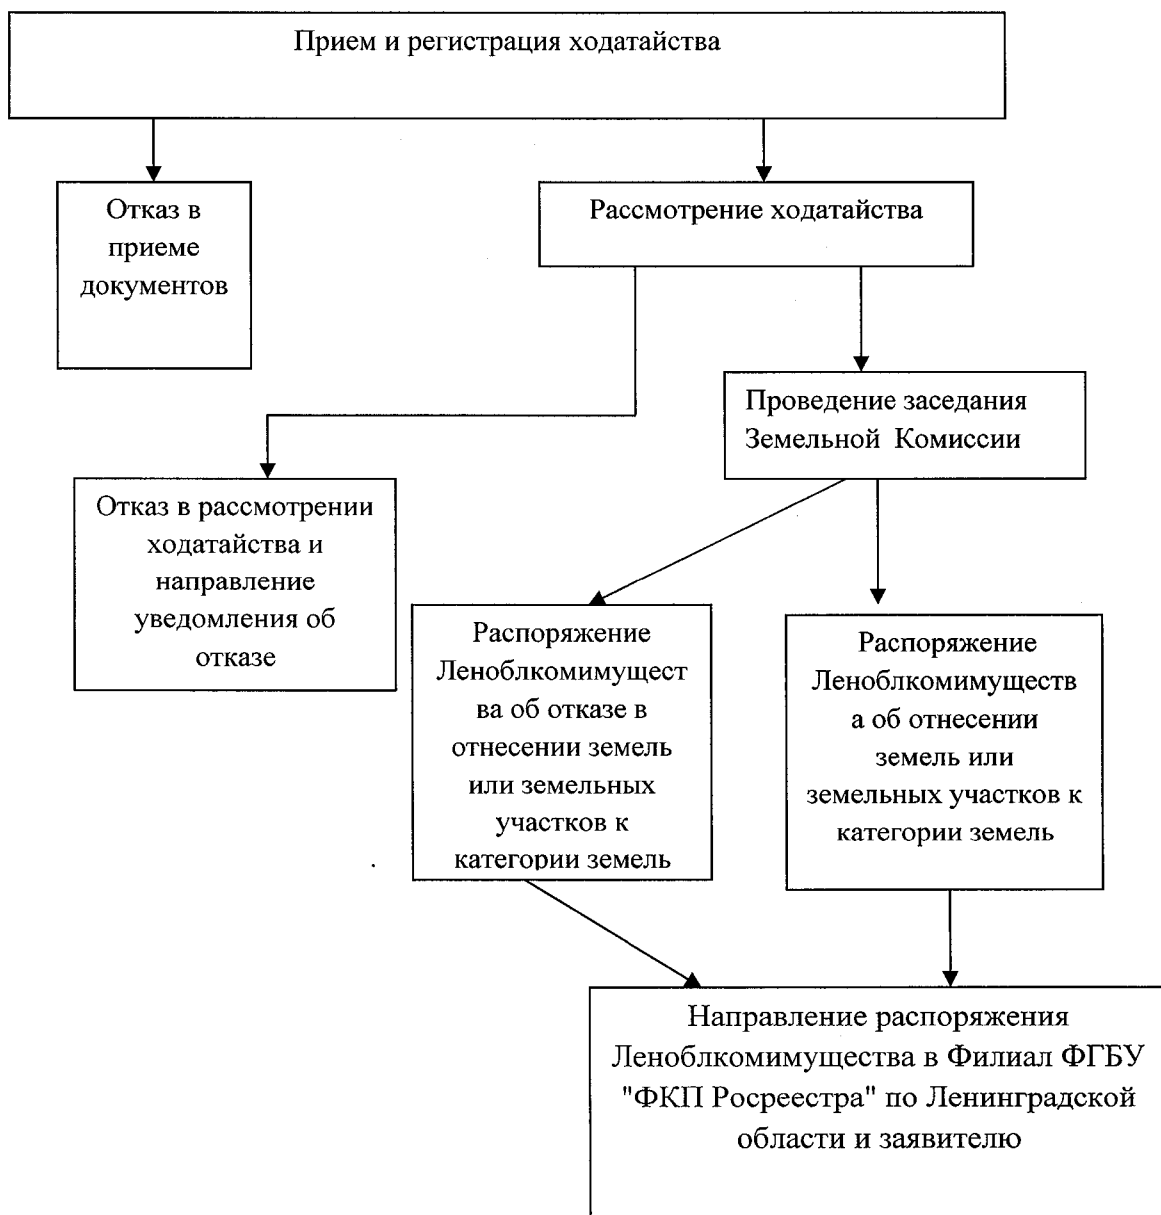 Прием и регистрация ходатайства
Отказ в
приеме
документов
Рассмотрение ходатайства
Проведение заседания
Земельной Комиссии
Отказ в рассмотрении
ходатайства и
направление
уведомления об
отказе
Распоряжение
Леноблкомимущест
ва об отказе в
отнесении земель
или земельных
участков к
категории земель
Распоряжение
Леноблкомимуществ
а об отнесении
земель или
земельных участков к
категории земель
Направление распоряжения
Леноблкомимущества в Филиал ФГБУ
"ФКП Росреестра" по Ленинградской
области и заявителю